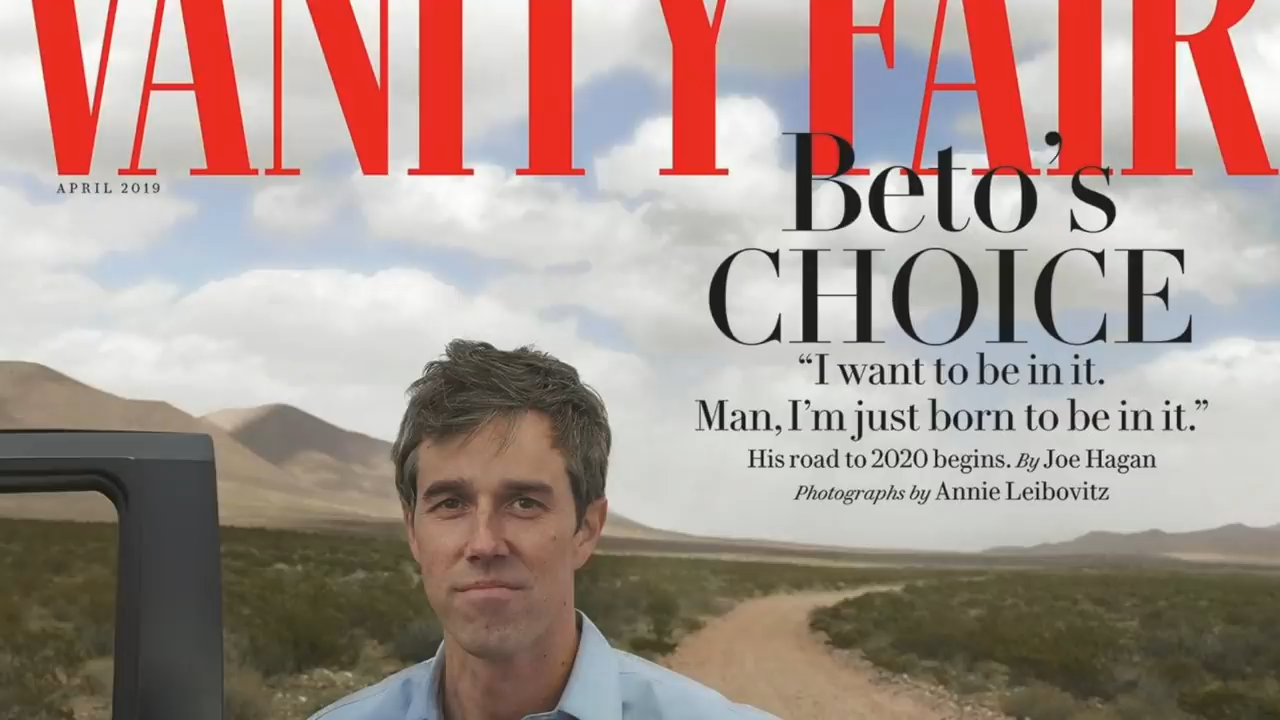 VANITY FAIR
APRIL 2019
Beto’s
CHOICE
“I want to be in it.
Man, I’m just born to be in it.”
His road to 2020 begins. By Joe Hagan
Photographs by Annie Leibovitz